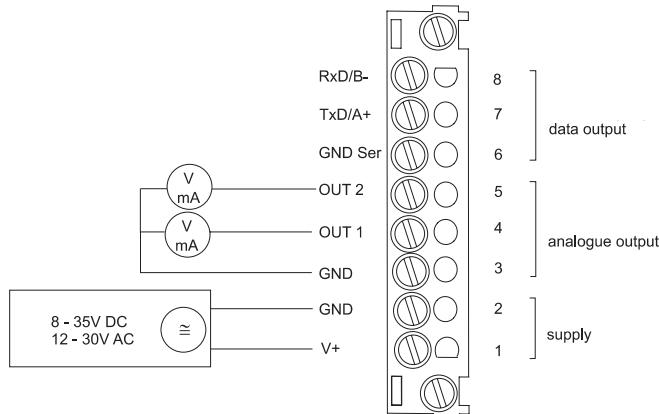 RxD/B- 8
TxD/A+ 7 data output
GND Ser 6
V
mA OUT 2 5
V
mA OUT 1 4 analogue output
GND 3
GND 2
8 - 35V DC
12 - 30V AC
≅
supply
V+ 1